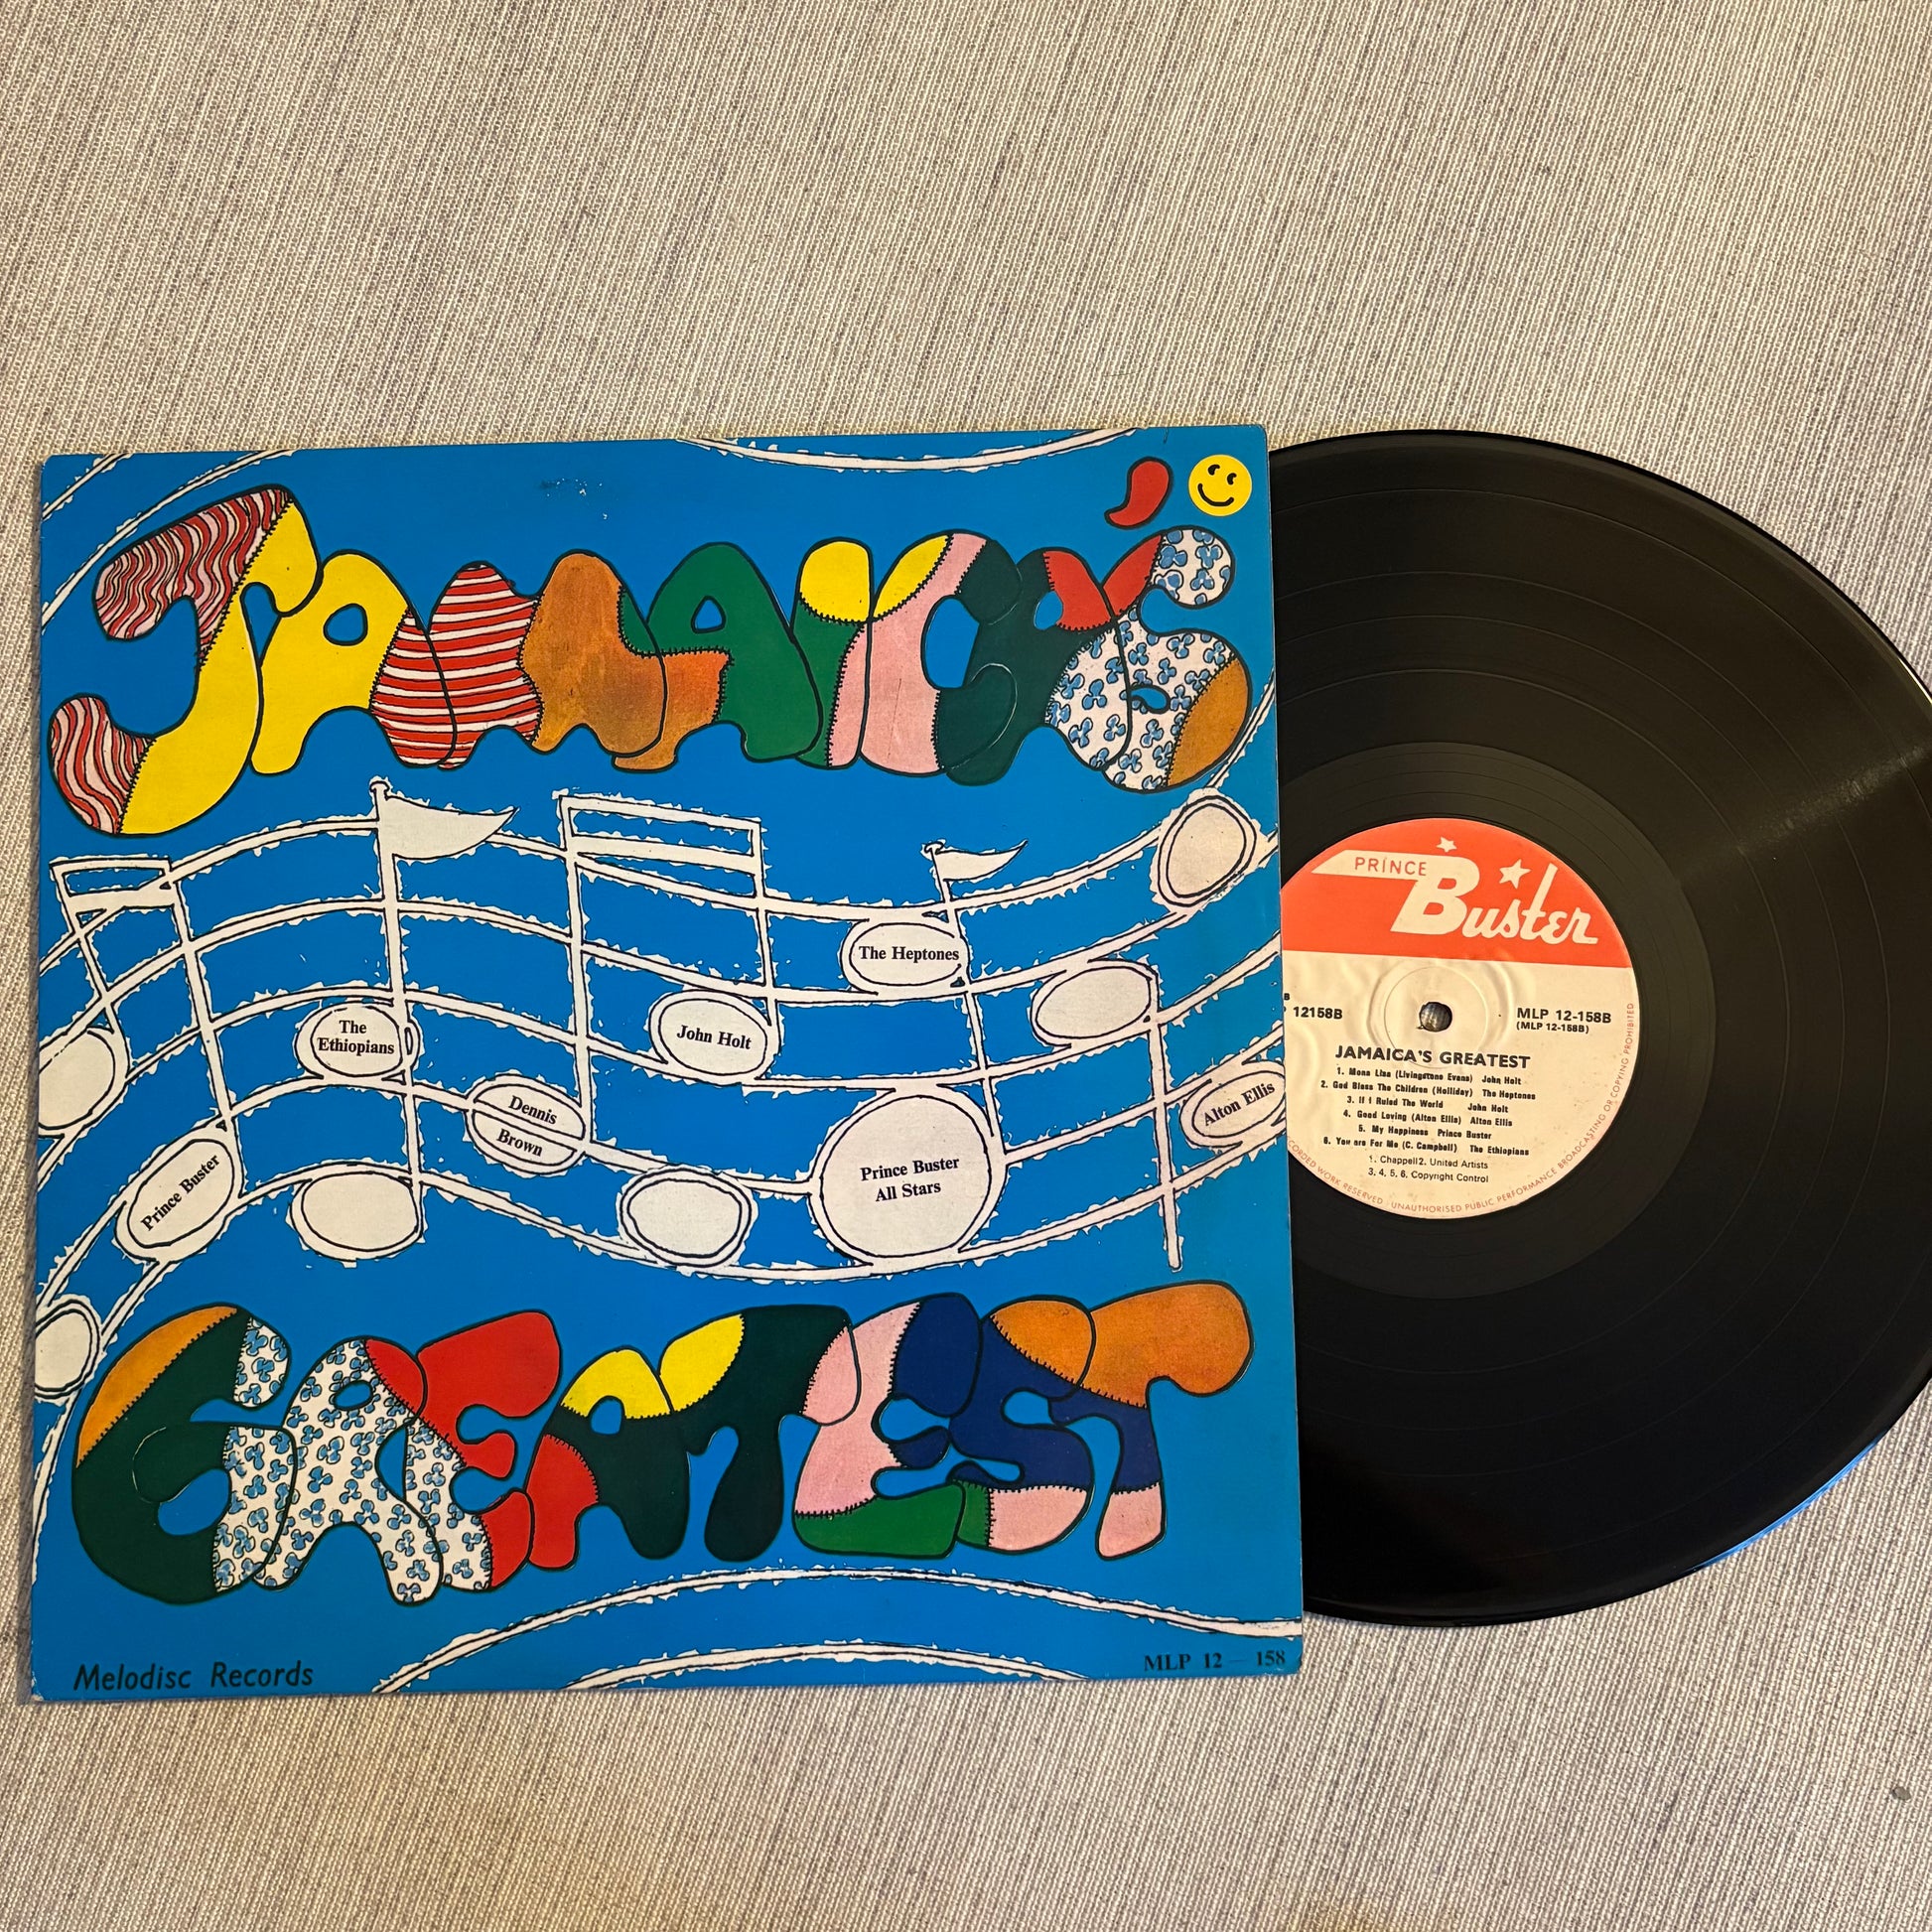 JAMAICA'S
The Heptones
The
Ethiopians
John Holt
Dennis
Brown
Alton Ellis
Prince Buster
Prince Buster
All Stars
GREATEST
Melodisc Records
MLP 12 — 158
PRINCE
Buster
12158B
MLP 12-158B
(MLP 12-158B)
JAMAICA'S GREATEST
1. Mona Lisa (Livingstone Evans) John Holt
2. God Bless The Children (Holliday) The Heptones
3. If I Ruled The World John Holt
4. Good Loving (Alton Ellis) Alton Ellis
5. My Happiness Prince Buster
6. You are For Me (C. Campbell) The Ethiopians
1. Chappell 2. United Artists
3, 4, 5, 6. Copyright Control
CORDED WORK RESERVED · UNAUTHORISED PUBLIC PERFORMANCE BROADCASTING OR COPYING PROHIBITED